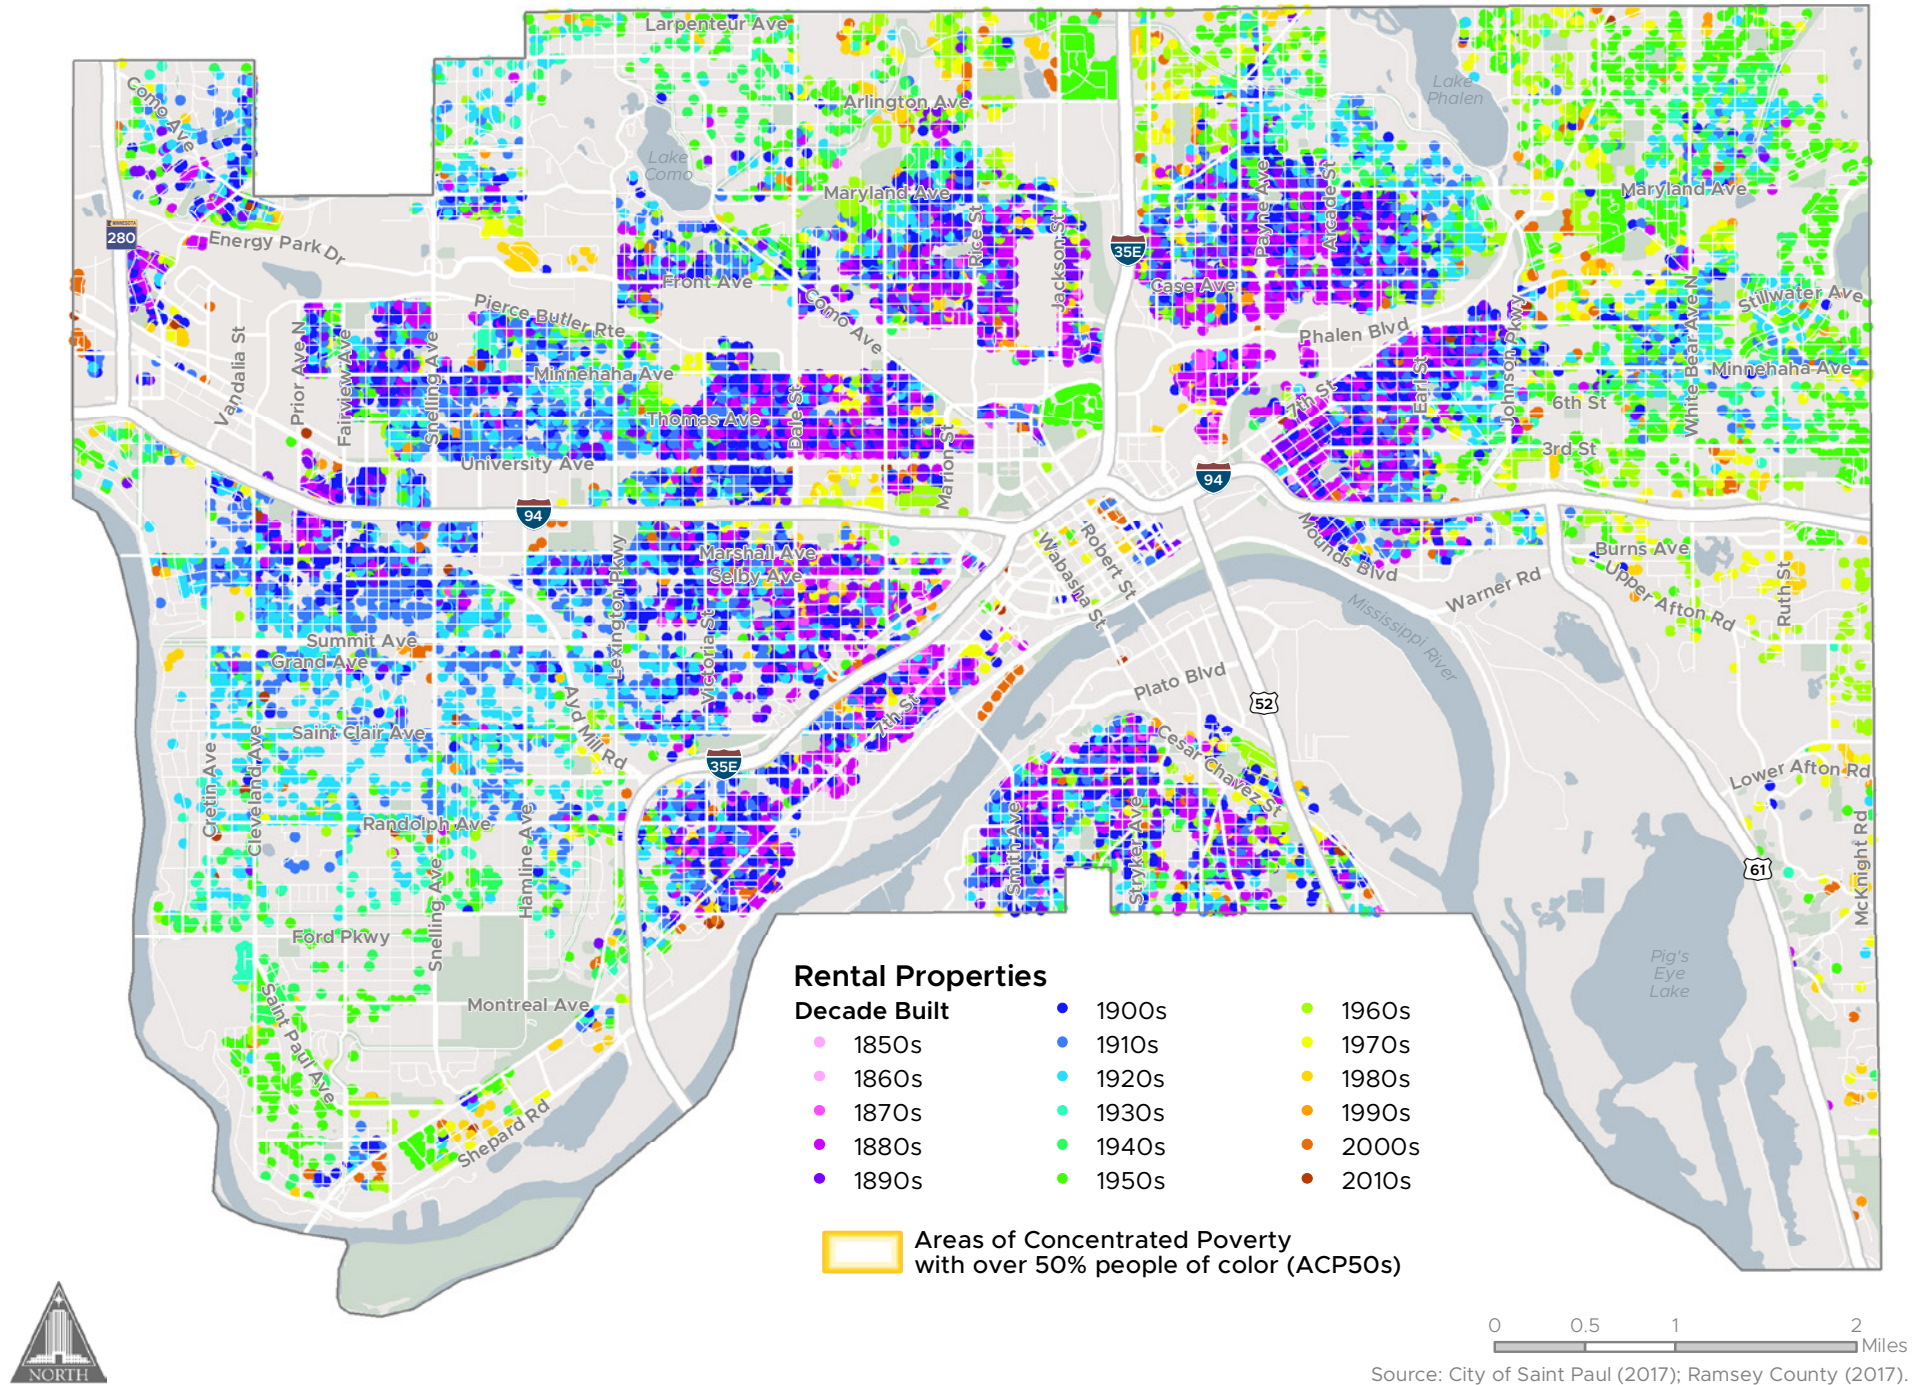 Larpenteur Ave
Como Ave
Lake
Phalen
Arlington Ave
Lake
Como
Maryland Ave
Maryland Ave
Payne Ave
Arcade St
Rice St
Jackson St
MINNESOTA
280
Energy Park Dr
35E
Front Ave
Case Ave
Como Ave
Stillwater Ave
Pierce Butler Rte
Phalen Blvd
Vandalia St
Prior Ave N
Fairview Ave
Snelling Ave
Minnehaha Ave
Earl St
Johnson Pkwy
White Bear Ave N
Minnehaha Ave
Thomas Ave
Dale St
7th St
6th St
University Ave
Marion St
3rd St
94
94
Marshall Ave
Selby Ave
Lexington Pkwy
Victoria St
Wabasha St
Robert St
Mounds Blvd
Burns Ave
Upper Afton Rd
Ruth St
Warner Rd
Mississippi River
Summit Ave
Grand Ave
Plato Blvd
52
Saint Clair Ave
Ayd Mill Rd
7th St
35E
Cesar Chavez St
Lower Afton Rd
Cretin Ave
Cleveland Ave
Randolph Ave
Hamline Ave
Snelling Ave
Smith Ave
Stryker Ave
61
McKnight Rd
Ford Pkwy
Pig's
Eye
Lake
Montreal Ave
Saint Paul Ave
Shepard Rd
Rental Properties
Decade Built
1850s
1860s
1870s
1880s
1890s
1900s
1910s
1920s
1930s
1940s
1950s
1960s
1970s
1980s
1990s
2000s
2010s
Areas of Concentrated Poverty
with over 50% people of color (ACP50s)
NORTH
0 0.5 1 2
Miles
Source: City of Saint Paul (2017); Ramsey County (2017).